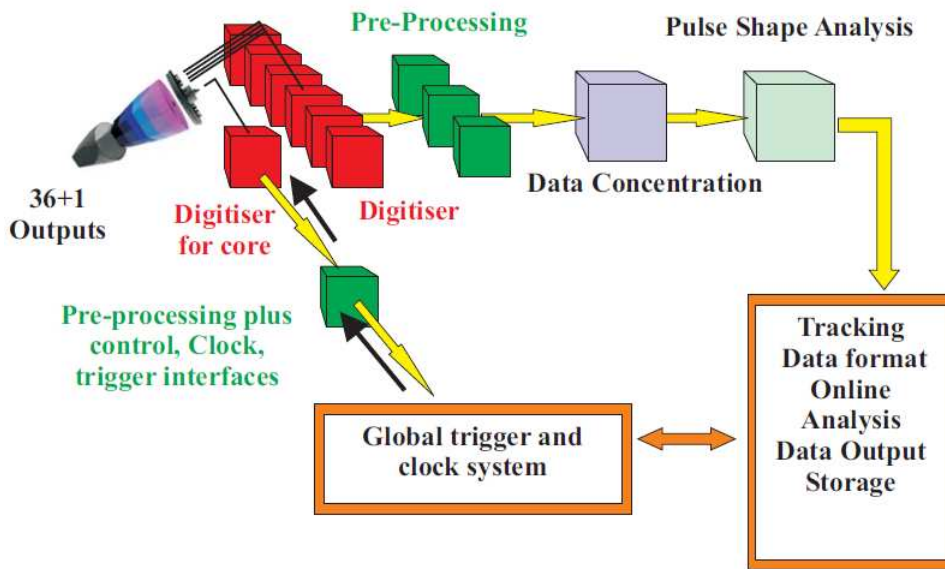 Pre-Processing
Pulse Shape Analysis
36+1
Outputs
Digitiser
for core
Digitiser
Data Concentration
Pre-processing plus
control, Clock,
trigger interfaces
Global trigger and
clock system
Tracking
Data format
Online
Analysis
Data Output
Storage